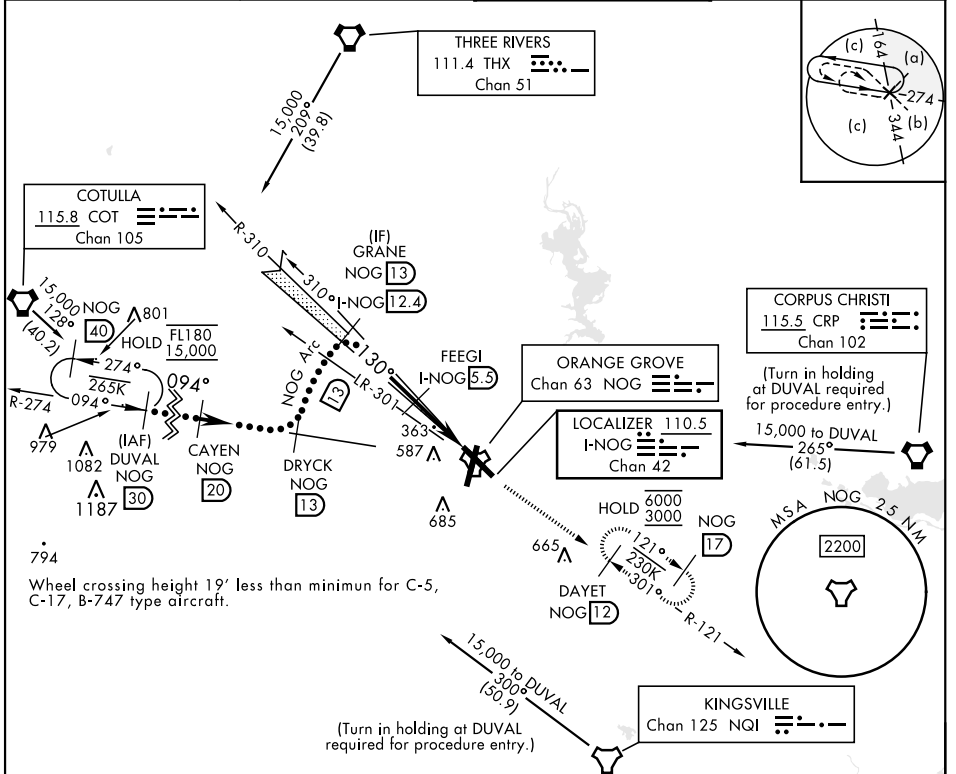 THREE RIVERS
111.4 THX
Chan 51
15,000
209°
(39.8)
(c)
164
(a)
274
(c)
(b)
344
COTULLA
115.8 COT
Chan 105
15,000
128°
(40.2)
NOG
40
801
HOLD
FL180
15,000
274°
265K
094°
094°
R-274
979
1082
1187
(IAF)
DUVAL
NOG
30
CAYEN
NOG
20
DRYCK
NOG
13
NOG Arc
13
R-310
310°
(IF)
GRANE
NOG 13
I-NOG 12.4
130°
LR-301
FEEGI
I-NOG 5.5
363
587
685
ORANGE GROVE
Chan 63 NOG
LOCALIZER 110.5
I-NOG
Chan 42
CORPUS CHRISTI
115.5 CRP
Chan 102
(Turn in holding
at DUVAL required
for procedure entry.)
15,000 to DUVAL
265°
(61.5)
HOLD
6000
3000
NOG
17
121°
230K
301°
665
DAYET
NOG 12
R-121
MSA NOG 25 NM
2200
794
Wheel crossing height 19' less than minimun for C-5,
C-17, B-747 type aircraft.
15,000 to DUVAL
300°
(50.9)
(Turn in holding at DUVAL
required for procedure entry.)
KINGSVILLE
Chan 125 NQI